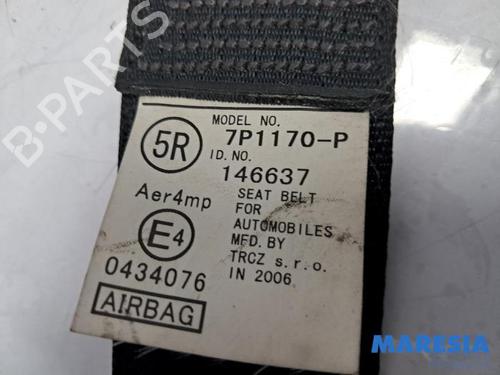 MODEL NO.
5R
7P1170-P
ID.NO.
146637
Aer4mp
SEAT BELT
FOR
AUTOMOBILES
E4
MFD.BY
TRCZ s.r.o.
0434076
IN 2006
AIRBAG
B-PARTS
MARESIA